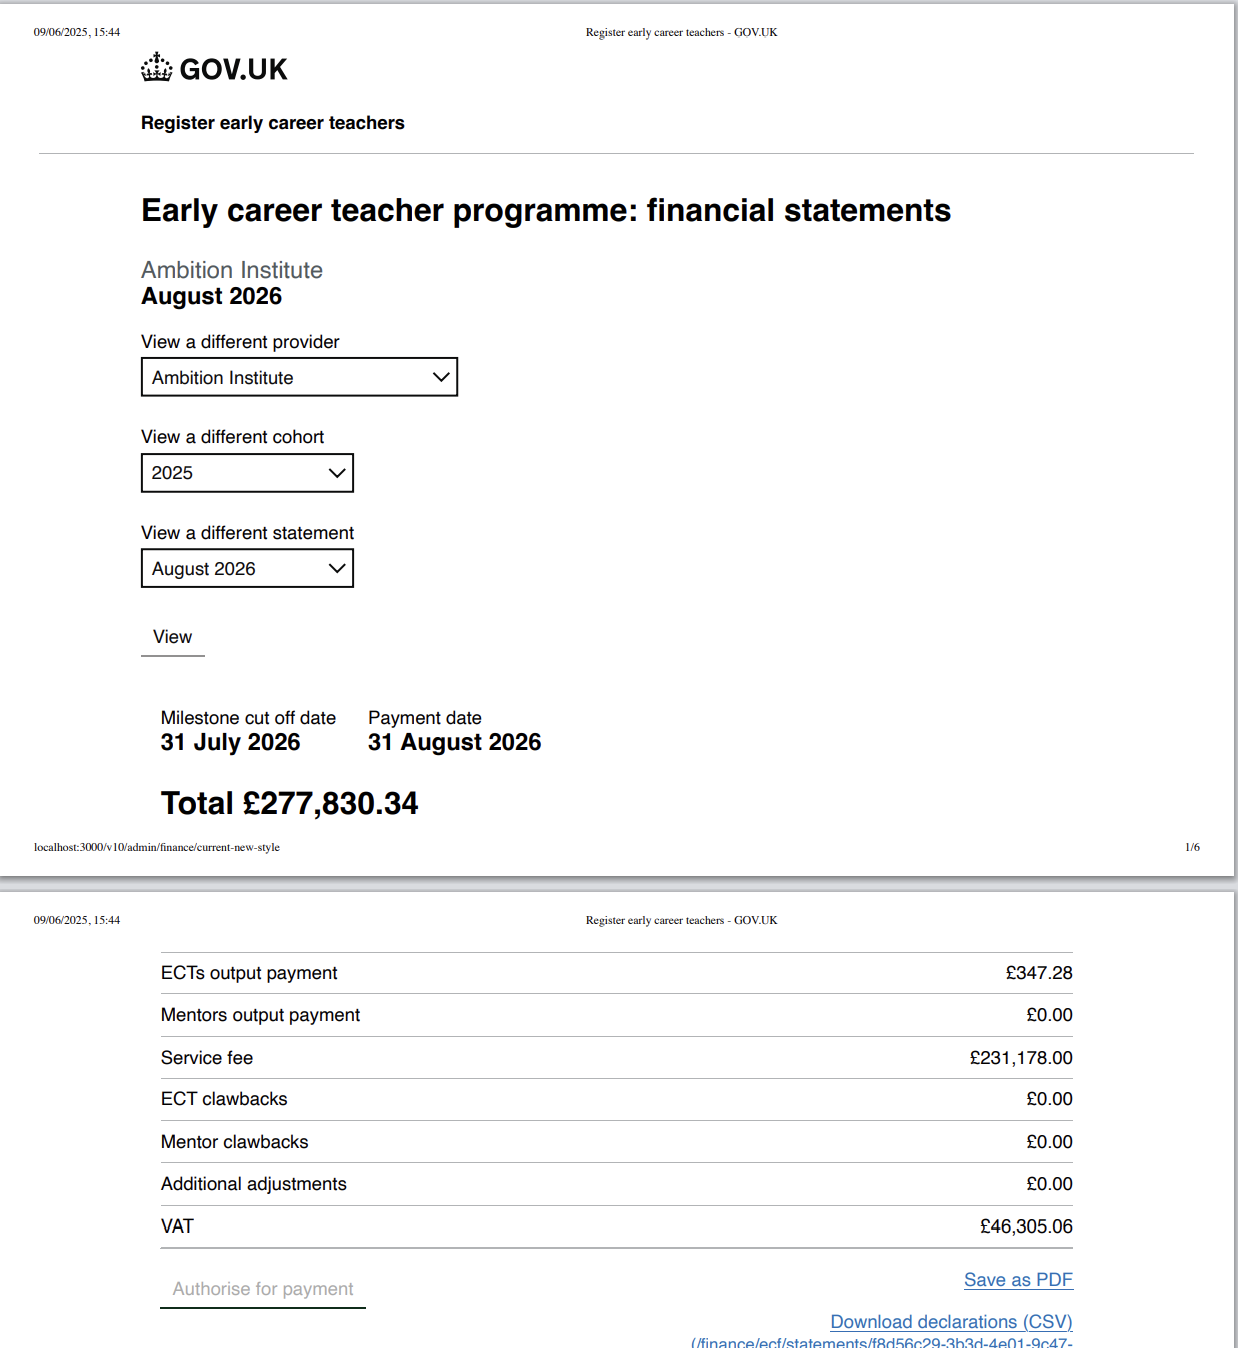 09/06/2025, 15:44 Register early career teachers - GOV.UK
GOV.UK
Register early career teachers
Early career teacher programme: financial statements
Ambition Institute
August 2026
View a different provider
Ambition Institute
View a different cohort
2025
View a different statement
August 2026
View
Milestone cut off date Payment date
31 July 2026 31 August 2026
Total £277,830.34
localhost:3000/v10/admin/finance/current-new-style 1/6
09/06/2025, 15:44 Register early career teachers - GOV.UK
ECTs output payment £347.28
Mentors output payment £0.00
Service fee £231,178.00
ECT clawbacks £0.00
Mentor clawbacks £0.00
Additional adjustments £0.00
VAT £46,305.06
Save as PDF
Authorise for payment
Download declarations (CSV)
(/finance/ecf/statements/f8d56c29-3b3d-4e01-9c47-